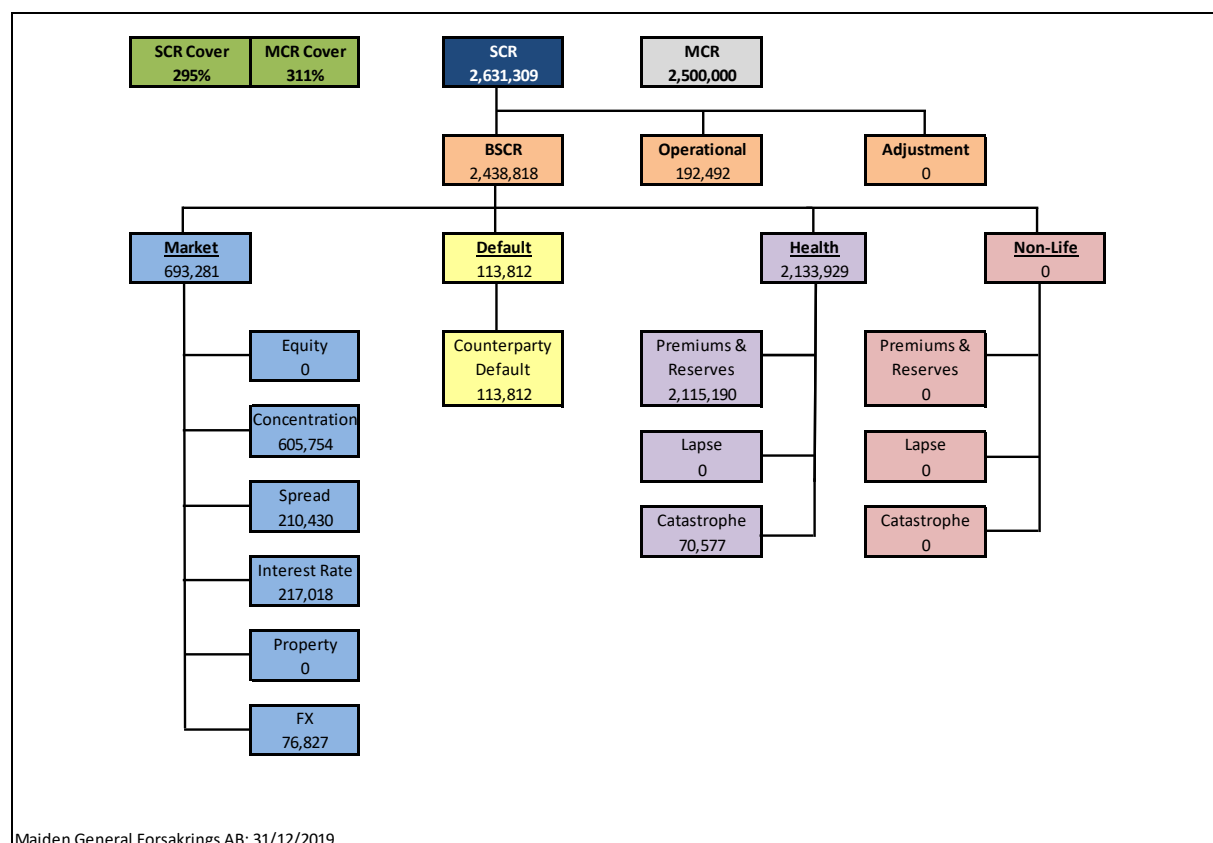 SCR Cover
295%
MCR Cover
311%
SCR
2,631,309
MCR
2,500,000
BSCR
2,438,818
Operational
192,492
Adjustment
0
Market
693,281
Default
113,812
Health
2,133,929
Non-Life
0
Equity
0
Counterparty
Default
113,812
Premiums &
Reserves
2,115,190
Premiums &
Reserves
0
Concentration
605,754
Lapse
0
Lapse
0
Spread
210,430
Catastrophe
70,577
Catastrophe
0
Interest Rate
217,018
Property
0
FX
76,827
Maiden General Forsakrings AB: 31/12/2019